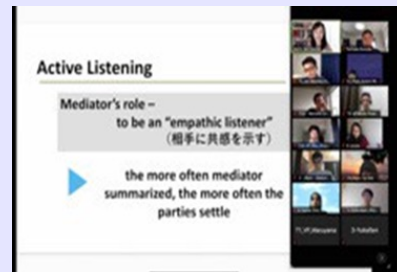 Active Listening
Mediator's role –
to be an "empathic listener"
(相手に共感を示す)
the more often mediator
summarized, the more often the
parties settle